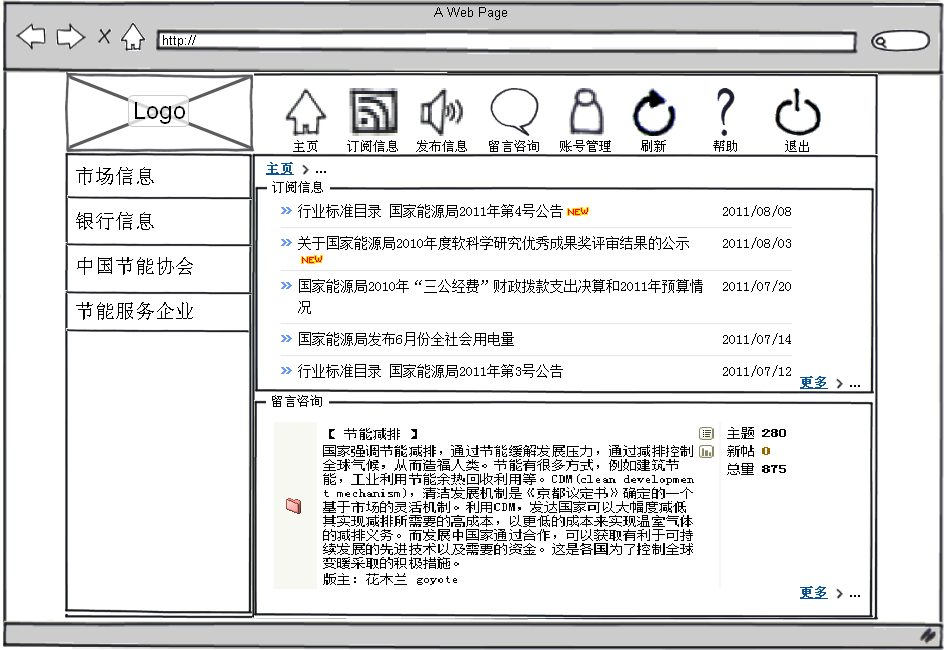 A Web Page
http://
Logo
主页 订阅信息 发布信息 留言咨询 账号管理 刷新 帮助 退出
市场信息
银行信息
中国节能协会
节能服务企业
主页 > ...
订阅信息
» 行业标准目录 国家能源局2011年第4号公告 NEW 2011/08/08
» 关于国家能源局2010年度软科学研究优秀成果奖评审结果的公示 2011/08/03
NEW
» 国家能源局2010年“三公经费”财政拨款支出决算和2011年预算情 2011/07/20
况
» 国家能源局发布6月份全社会用电量 2011/07/14
» 行业标准目录 国家能源局2011年第3号公告 2011/07/12
更多 > ...
留言咨询
【 节能减排 】
国家强调节能减排，通过节能缓解发展压力，通过减排控制
全球气候，从而造福人类。节能有很多方式，例如建筑节
能，工业利用节能余热回收利用等。CDM(clean developmen
t mechanism)，清洁发展机制是《京都议定书》确定的一个
基于市场的灵活机制。利用CDM，发达国家可以大幅度减低
其实现减排所需要的高成本，以更低的成本来实现温室气体
的减排义务。而发展中国家通过合作，可以获取有利于可持
续发展的先进技术以及需要的资金。这是各国为了控制全球
变暖采取的积极措施。
版主：花木兰 goyote
主题 280
新帖 0
总量 875
更多 > ...